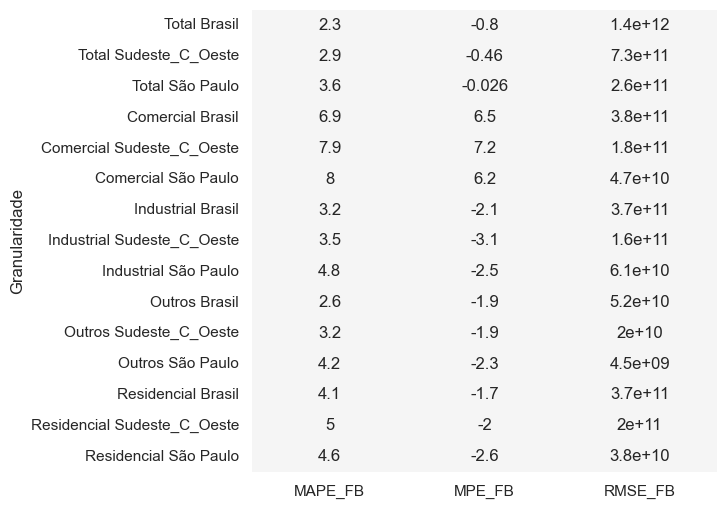 Granularidade
Total Brasil 2.3 -0.8 1.4e+12
Total Sudeste_C_Oeste 2.9 -0.46 7.3e+11
Total São Paulo 3.6 -0.026 2.6e+11
Comercial Brasil 6.9 6.5 3.8e+11
Comercial Sudeste_C_Oeste 7.9 7.2 1.8e+11
Comercial São Paulo 8 6.2 4.7e+10
Industrial Brasil 3.2 -2.1 3.7e+11
Industrial Sudeste_C_Oeste 3.5 -3.1 1.6e+11
Industrial São Paulo 4.8 -2.5 6.1e+10
Outros Brasil 2.6 -1.9 5.2e+10
Outros Sudeste_C_Oeste 3.2 -1.9 2e+10
Outros São Paulo 4.2 -2.3 4.5e+09
Residencial Brasil 4.1 -1.7 3.7e+11
Residencial Sudeste_C_Oeste 5 -2 2e+11
Residencial São Paulo 4.6 -2.6 3.8e+10
MAPE_FB MPE_FB RMSE_FB